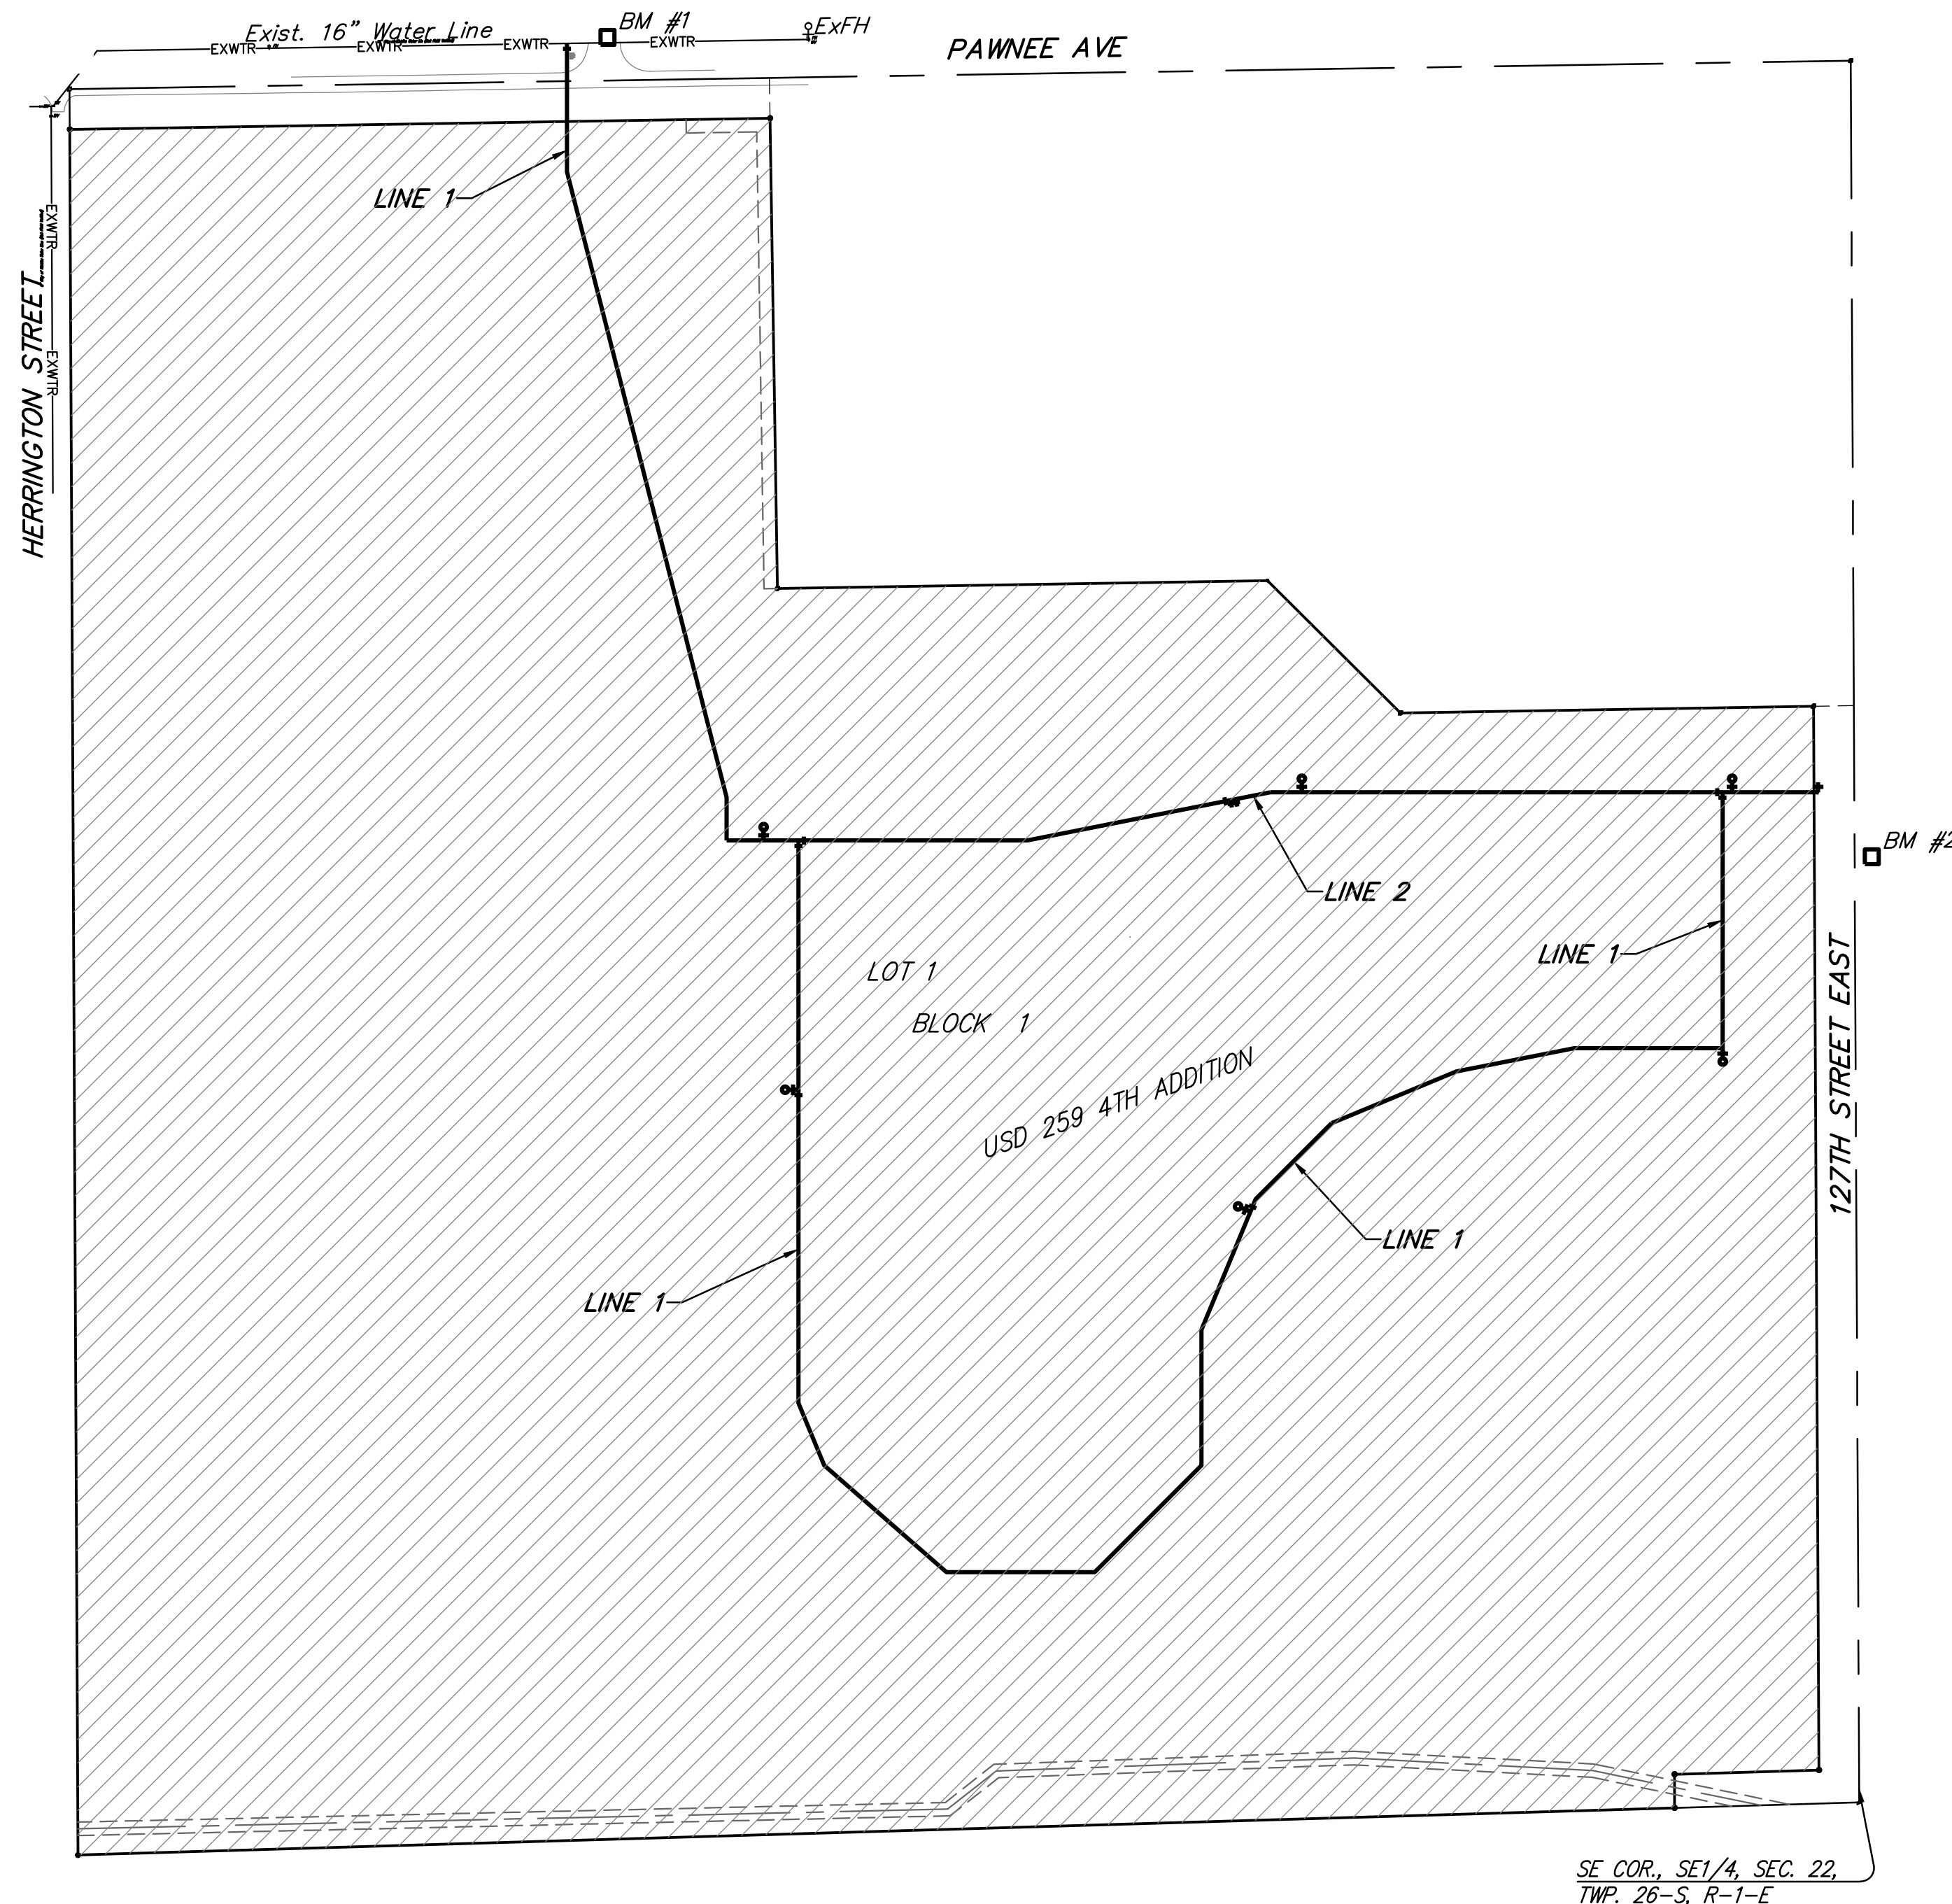 Exist. 16" Water Line
BM #1
ExFH
EXWTR
EXWTR
EXWTR
EXWTR
PAWNEE AVE
LINE 1
EXWTR
EXWTR
HERRINGTON STREET
BM #2
LINE 2
LINE 1
LOT 1
BLOCK 1
USD 259 4TH ADDITION
127TH STREET EAST
LINE 1
LINE 1
SE COR., SE1/4, SEC. 22,
TWP. 26-S, R-1-E